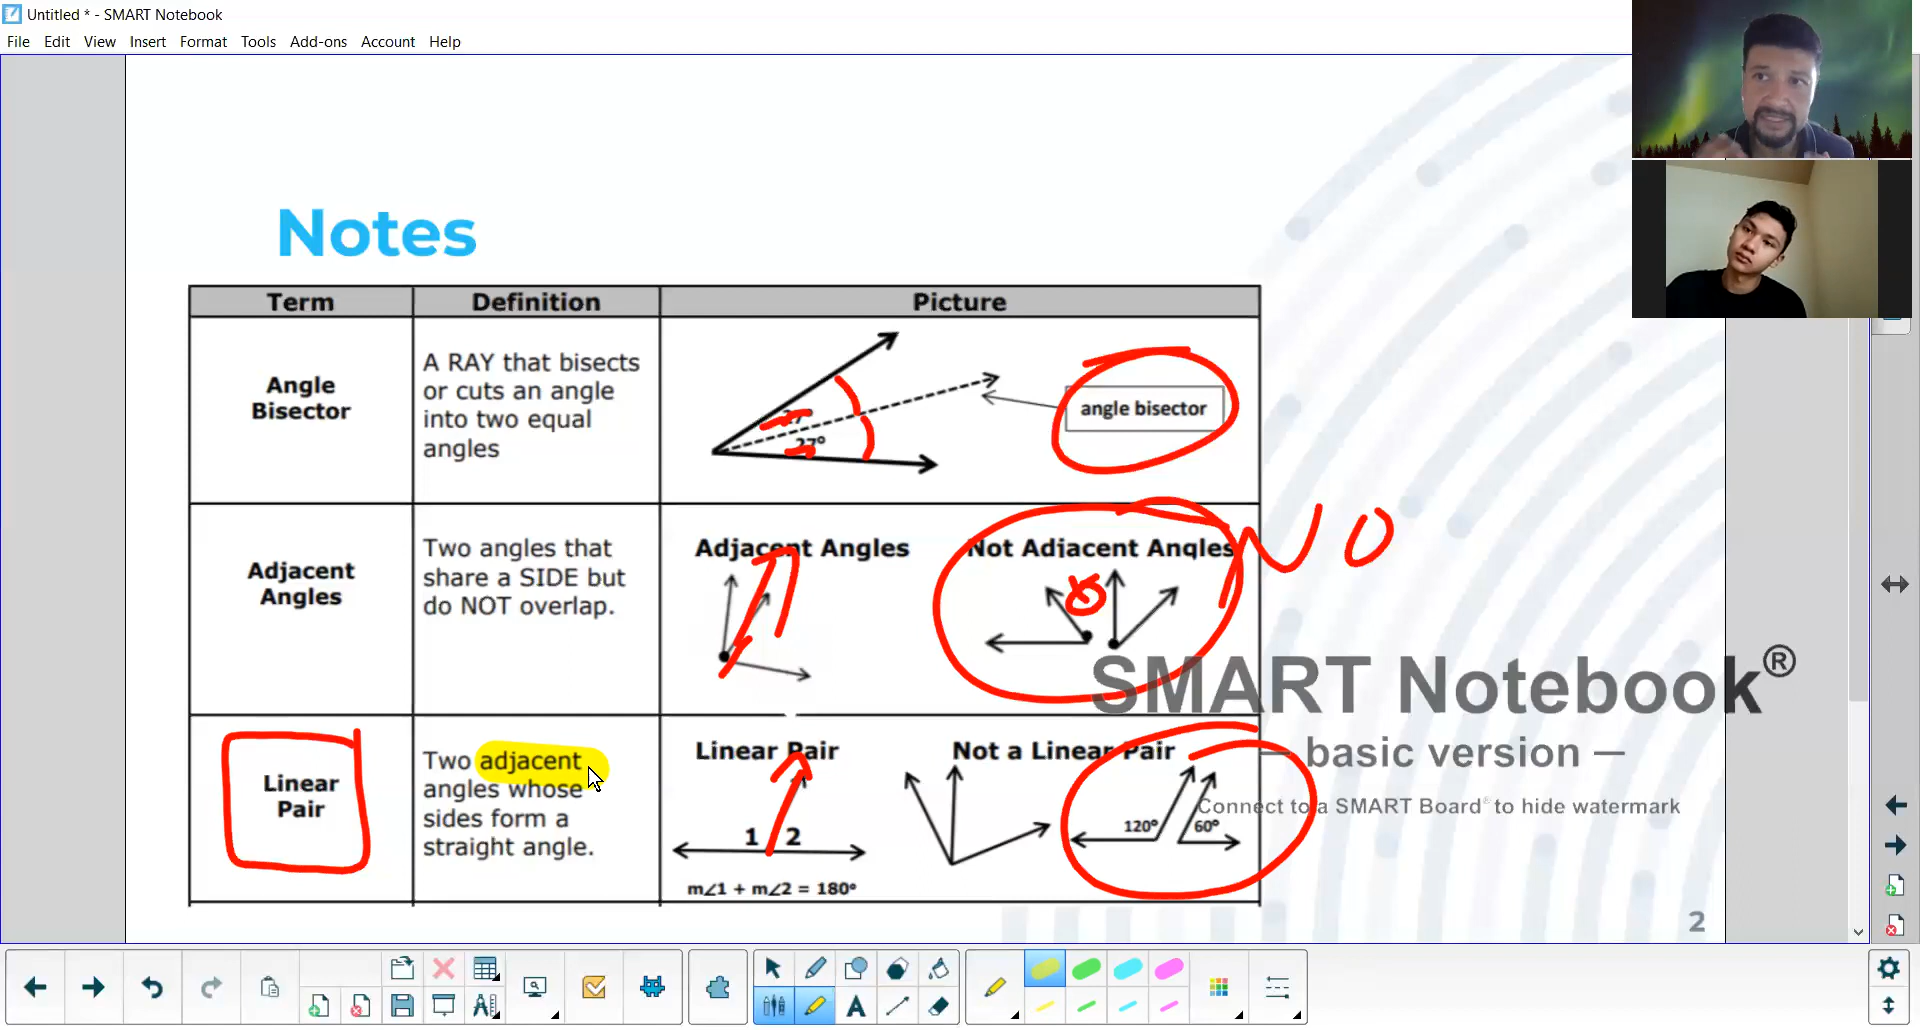 Untitled * - SMART Notebook
File Edit View Insert Format Tools Add-ons Account Help
Notes
Term Definition Picture
Angle
Bisector
A RAY that bisects
or cuts an angle
into two equal
angles
27°
angle bisector
Adjacent
Angles
Two angles that
share a SIDE but
do NOT overlap.
Adjacent Angles
Not Adjacent Angles
NO
Linear
Pair
Two adjacent
angles whose
sides form a
straight angle.
Linear Pair
1 2
m∠1 + m∠2 = 180°
Not a Linear Pair
120° 60°
SMART Notebook®
— basic version —
Connect to a SMART Board® to hide watermark
2